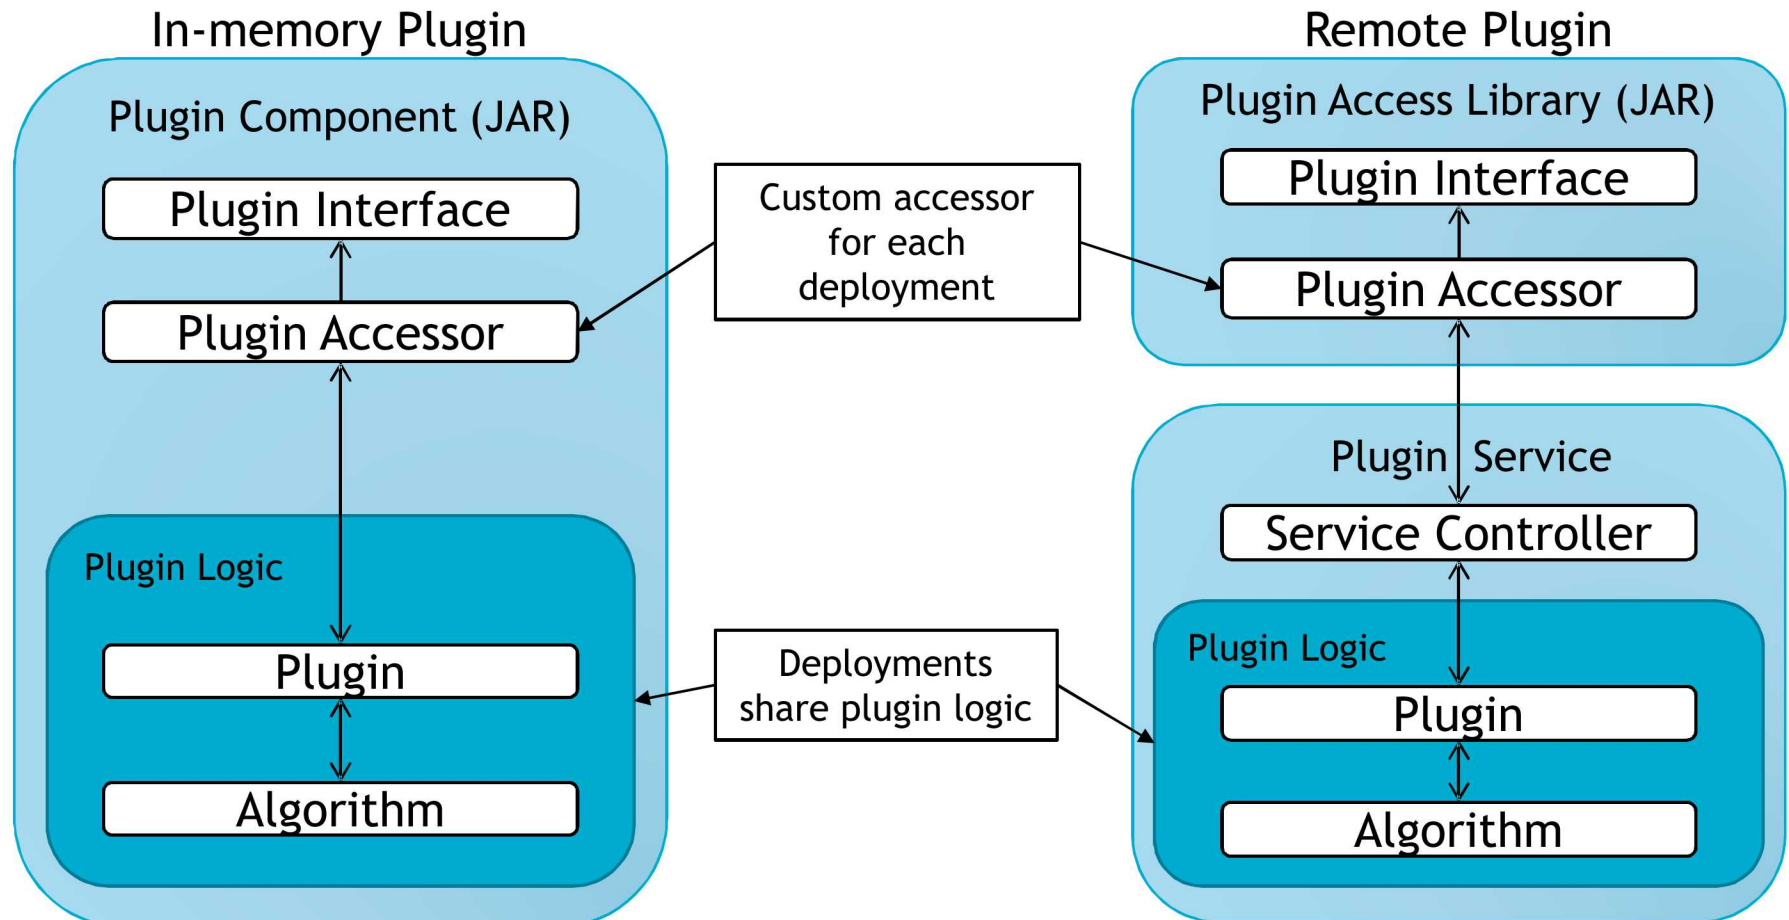 In-memory Plugin
Plugin Component (JAR)
Plugin Interface
Plugin Accessor
Plugin Logic
Plugin
Algorithm
Custom accessor
for each
deployment
Deployments
share plugin logic
Remote Plugin
Plugin Access Library (JAR)
Plugin Interface
Plugin Accessor
Plugin Service
Service Controller
Plugin Logic
Plugin
Algorithm